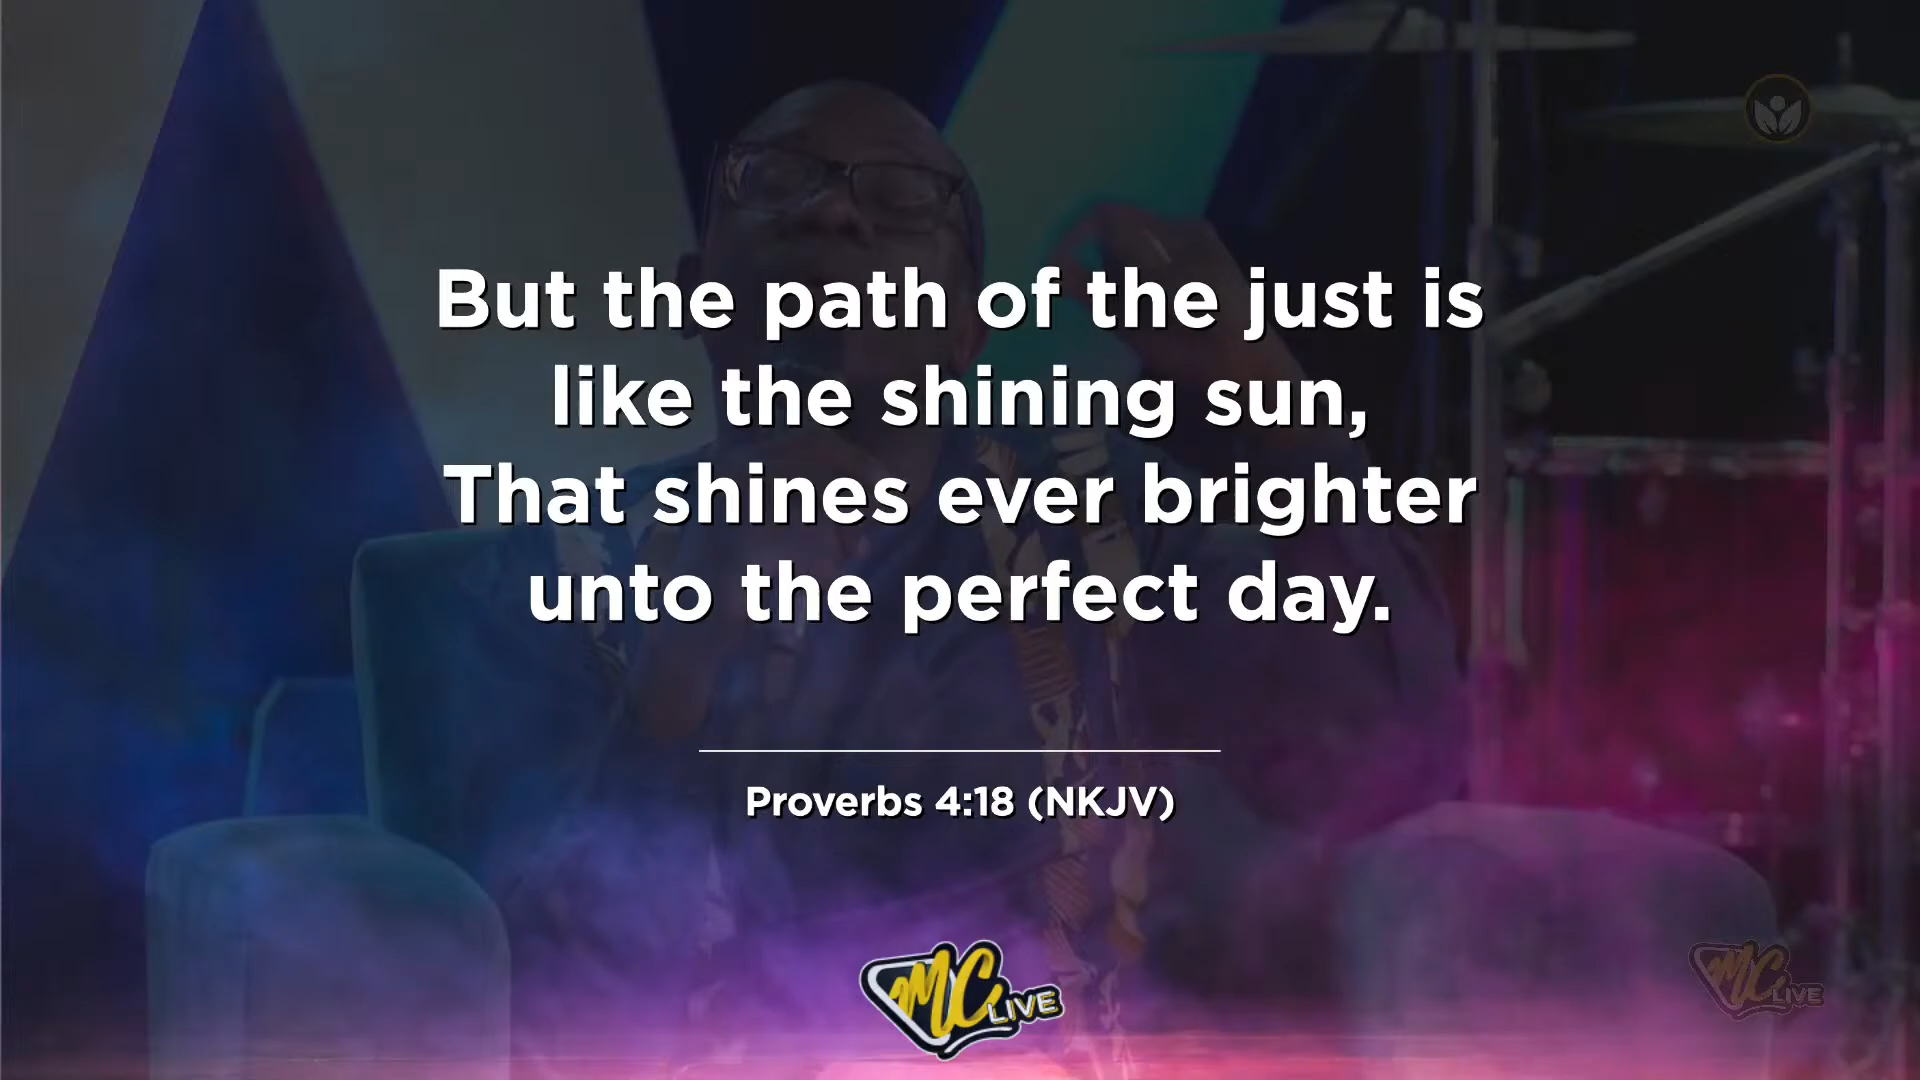 But the path of the just is
like the shining sun,
That shines ever brighter
unto the perfect day.
Proverbs 4:18 (NKJV)
MC LIVE
MC LIVE